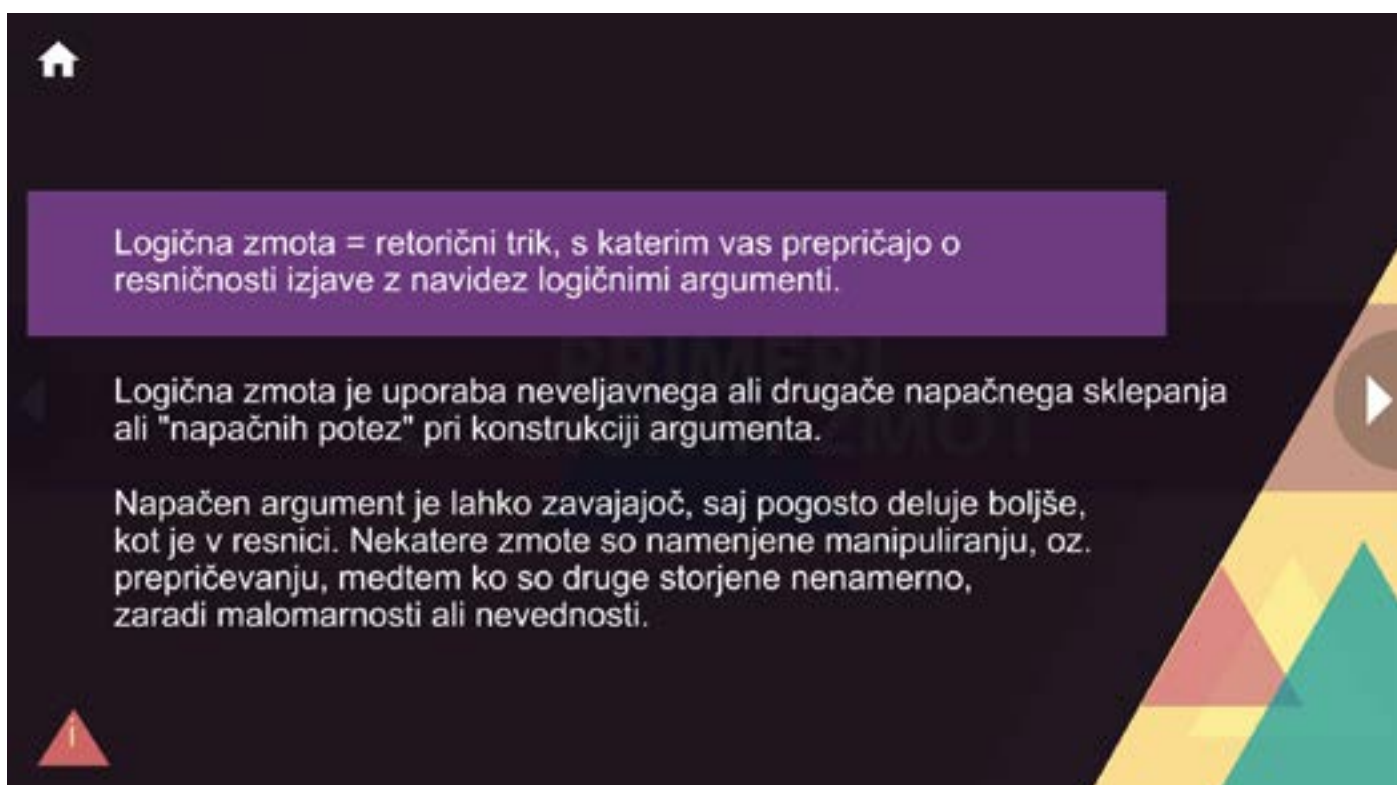 Logična zmota = retorični trik, s katerim vas prepričajo o
resničnosti izjave z navidez logičnimi argumenti.
PRIMERI
ZMOT
Logična zmota je uporaba neveljavnega ali drugače napačnega sklepanja
ali "napačnih potez" pri konstrukciji argumenta.
Napačen argument je lahko zavajajoč, saj pogosto deluje boljše,
kot je v resnici. Nekatere zmote so namenjene manipuliranju, oz.
prepričevanju, medtem ko so druge storjene nenamerno,
zaradi malomarnosti ali nevednosti.
i